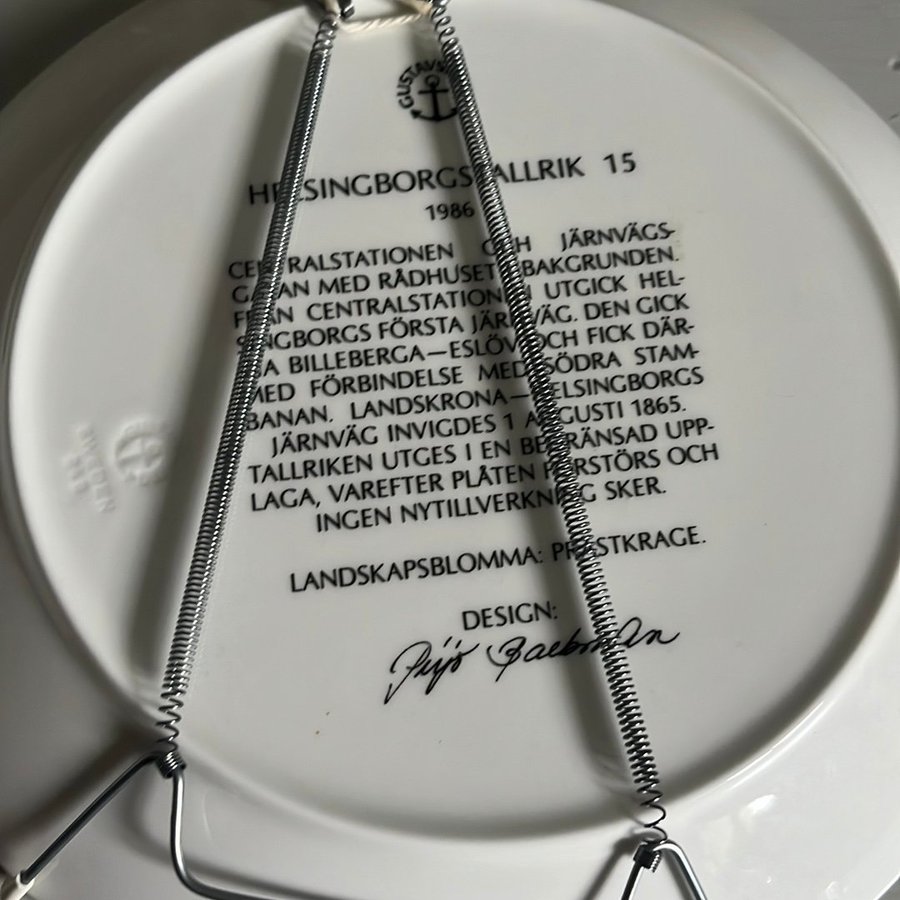 GUSTAVSBERG
HELSINGBORGSTALLRIK 15
1986
CENTRALSTATIONEN OCH JÄRNVÄGS-
GATAN MED RÅDHUSET I BAKGRUNDEN.
FRÅN CENTRALSTATIONEN UTGICK HEL-
SINGBORGS FÖRSTA JÄRNVÄG. DEN GICK
VIA BILLEBERGA—ESLÖV OCH FICK DÄR-
MED FÖRBINDELSE MED SÖDRA STAM-
BANAN. LANDSKRONA—HELSINGBORGS
JÄRNVÄG INVIGDES 1 AUGUSTI 1865.
TALLRIKEN UTGES I EN BEGRÄNSAD UPP-
LAGA, VAREFTER PLÅTEN FÖRSTÖRS OCH
INGEN NYTILLVERKNING SKER.
LANDSKAPSBLOMMA: PRÄSTKRAGE.
DESIGN: